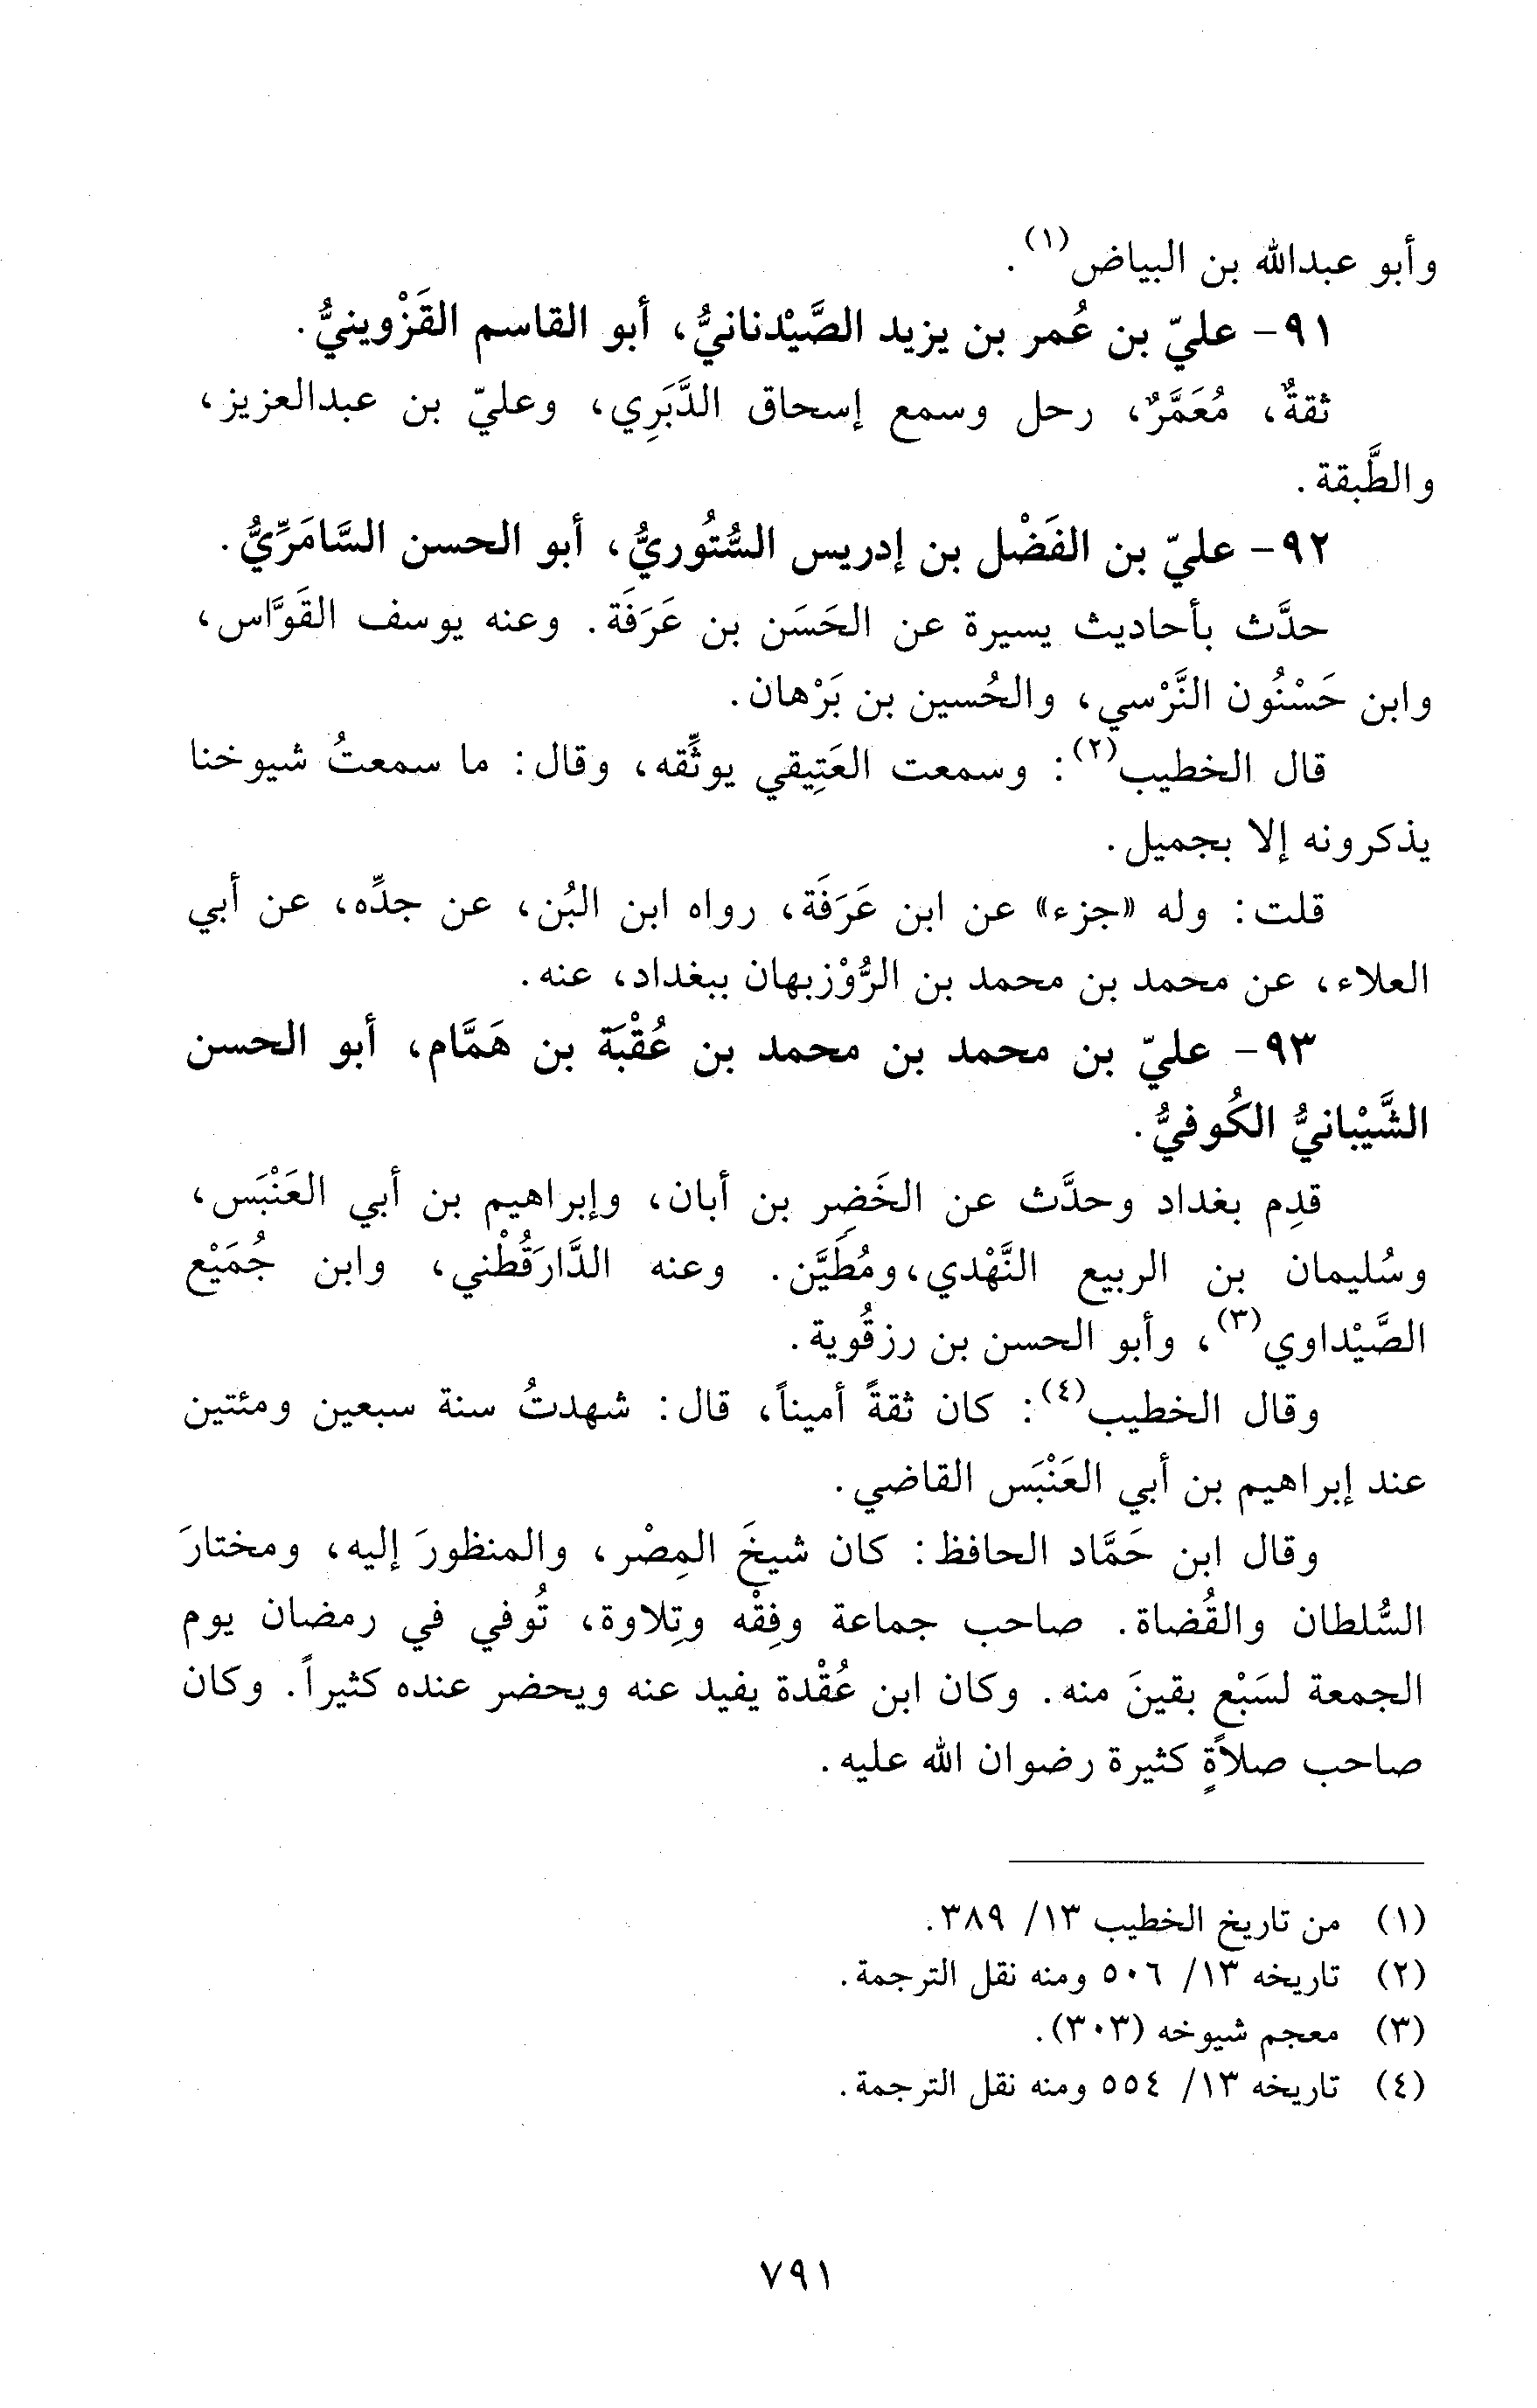 وأبو عبدالله بن البياض(١).
٩١- عليّ بن عُمر بن يزيد الصَّيْدنانيُّ، أبو القاسم القَزْوينيُّ.
ثقةٌ، مُعَمَّرٌ، رحل وسمع إسحاق الدَّبَرِي، وعليّ بن عبدالعزيز،
والطَّبقة.
٩٢- عليّ بن الفَضْل بن إدريس السُّتُوريُّ، أبو الحسن السَّامَرِّيُّ.
حدَّث بأحاديث يسيرة عن الحَسَن بن عَرَفَة. وعنه يوسف القَوَّاس،
وابن حَسْنُون النَّرْسي، والحُسين بن بَرْهان.
قال الخطيب(٢): وسمعت العَتِيقي يوثِّقه، وقال: ما سمعتُ شيوخنا
يذكرونه إلا بجميل.
قلت: وله «جزء» عن ابن عَرَفَة، رواه ابن البُن، عن جدِّه، عن أبي
العلاء، عن محمد بن محمد بن الرُّوْزبهان ببغداد، عنه.
٩٣- عليّ بن محمد بن محمد بن عُقْبَة بن هَمَّام، أبو الحسن
الشَّيْبانيُّ الكُوفيُّ.
قدِم بغداد وحدَّث عن الخَضِر بن أبان، وإبراهيم بن أبي العَنْبَس،
وسُليمان بن الربيع النَّهْدي، ومُطَيَّن. وعنه الدَّارَقُطْني، وابن جُمَيْع
الصَّيْداوي(٣)، وأبو الحسن بن رزقُوية.
وقال الخطيب(٤): كان ثقةً أميناً، قال: شهدتُ سنة سبعين ومئتين
عند إبراهيم بن أبي العَنْبَس القاضي.
وقال ابن حَمَّاد الحافظ: كان شيخَ المِصْر، والمنظورَ إليه، ومختارَ
السُّلطان والقُضاة. صاحب جماعة وفِقْه وتِلاوة، تُوفي في رمضان يوم
الجمعة لسَبْع بقينَ منه. وكان ابن عُقْدة يفيد عنه ويحضر عنده كثيراً. وكان
صاحب صلاةٍ كثيرة رضوان الله عليه.
(١) من تاريخ الخطيب ١٣/ ٣٨٩.
(٢) تاريخه ١٣/ ٥٠٦ ومنه نقل الترجمة.
(٣) معجم شيوخه (٣٠٣).
(٤) تاريخه ١٣/ ٥٥٤ ومنه نقل الترجمة.
٧٩١